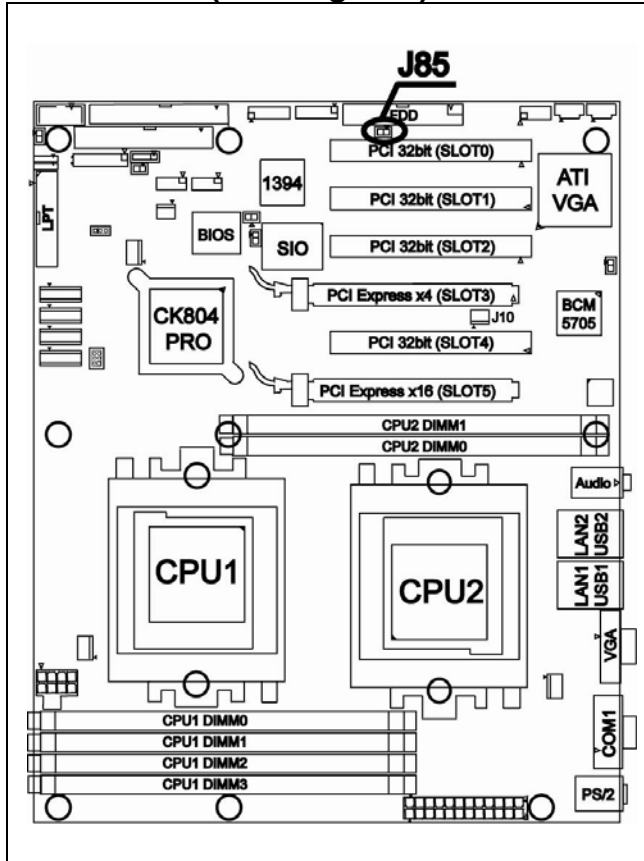 J85
FDD
PCI 32bit (SLOT0)
1394
PCI 32bit (SLOT1)
ATI
VGA
LPT
BIOS
SIO
PCI 32bit (SLOT2)
PCI Express x4 (SLOT3)
CK804
PRO
J10
BCM
5705
PCI 32bit (SLOT4)
PCI Express x16 (SLOT5)
CPU2 DIMM1
CPU2 DIMM0
Audio
LAN2
USB2
CPU1
CPU2
LAN1
USB1
VGA
CPU1 DIMM0
CPU1 DIMM1
CPU1 DIMM2
CPU1 DIMM3
COM1
PS/2